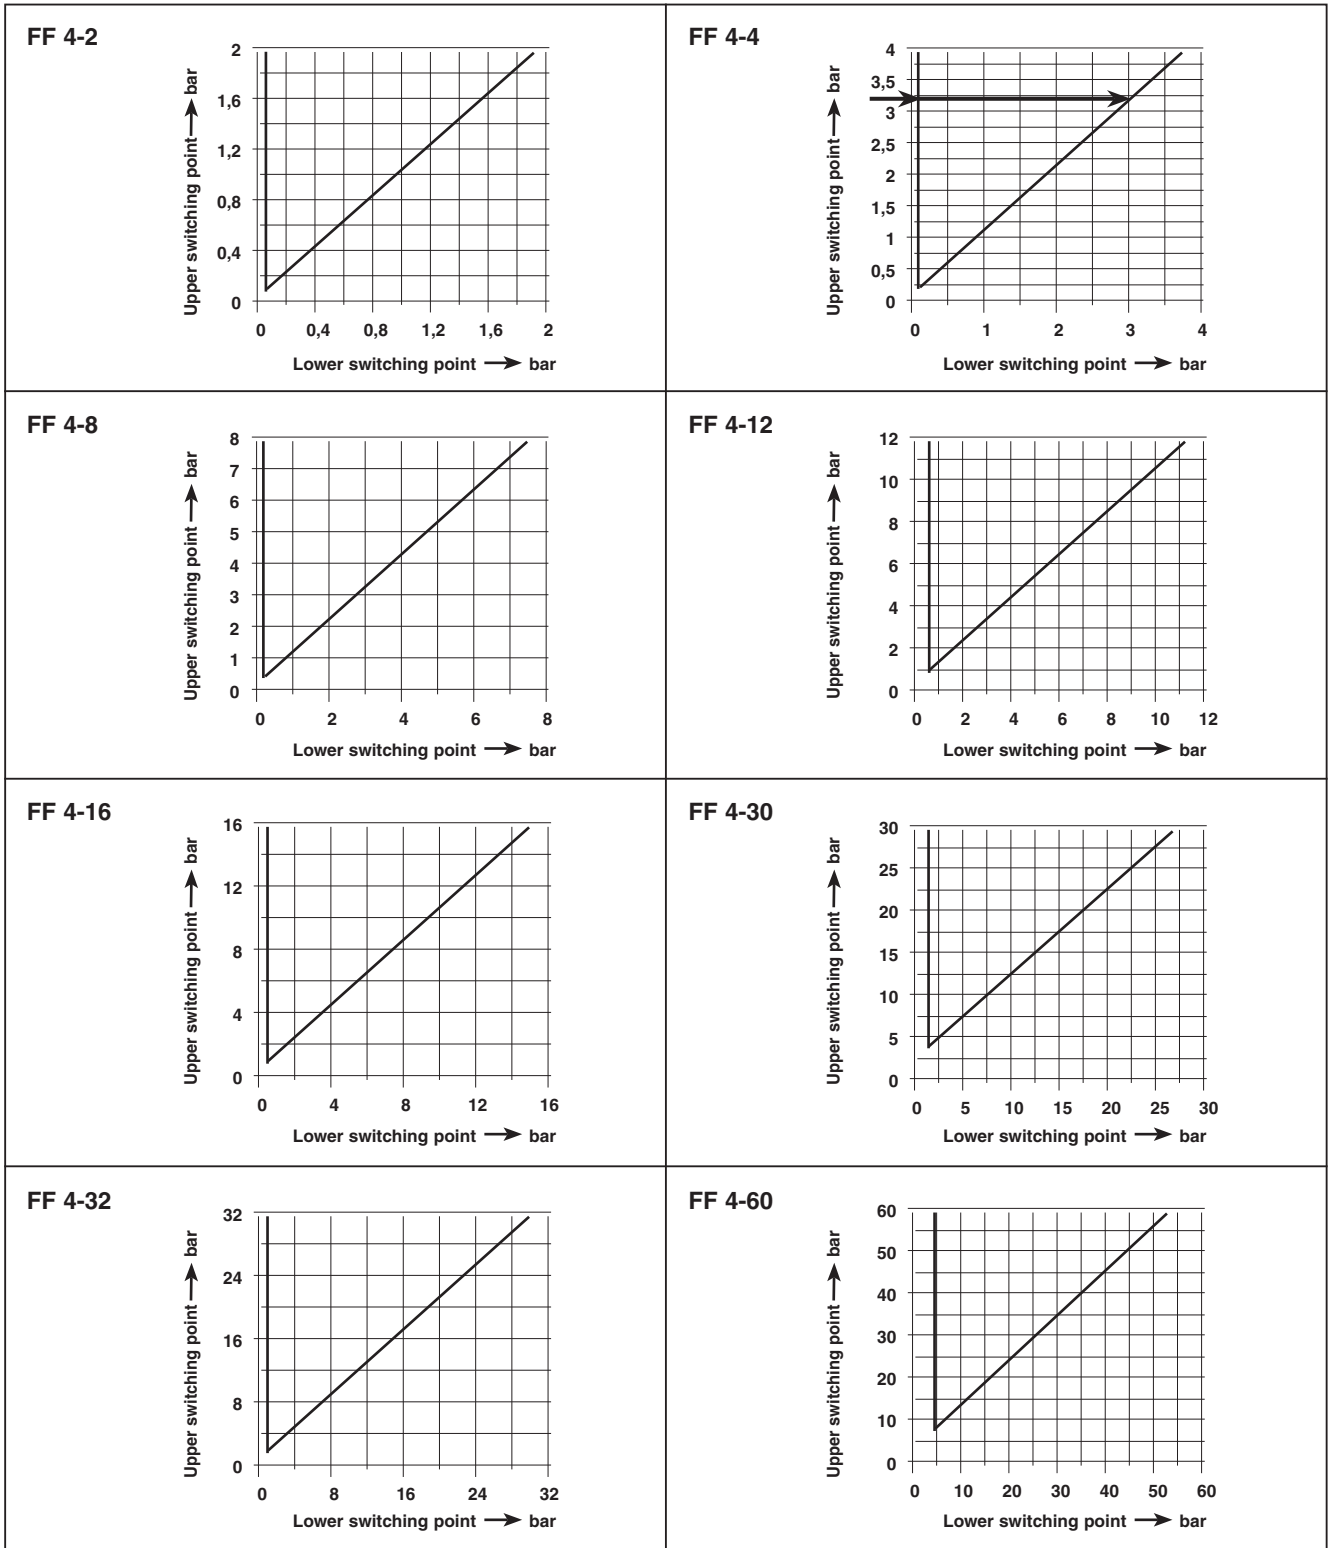 FF 4-2
Upper switching point → bar
2
1,6
1,2
0,8
0,4
0
0 0,4 0,8 1,2 1,6 2
Lower switching point → bar
FF 4-4
Upper switching point → bar
4
3,5
3
2,5
2
1,5
1
0,5
0
0 1 2 3 4
Lower switching point → bar
FF 4-8
Upper switching point → bar
8
7
6
5
4
3
2
1
0
0 2 4 6 8
Lower switching point → bar
FF 4-12
Upper switching point → bar
12
10
8
6
4
2
0
0 2 4 6 8 10 12
Lower switching point → bar
FF 4-16
Upper switching point → bar
16
12
8
4
0
0 4 8 12 16
Lower switching point → bar
FF 4-30
Upper switching point → bar
30
25
20
15
10
5
0
0 5 10 15 20 25 30
Lower switching point → bar
FF 4-32
Upper switching point → bar
32
24
16
8
0
0 8 16 24 32
Lower switching point → bar
FF 4-60
Upper switching point → bar
60
50
40
30
20
10
0
0 10 20 30 40 50 60
Lower switching point → bar